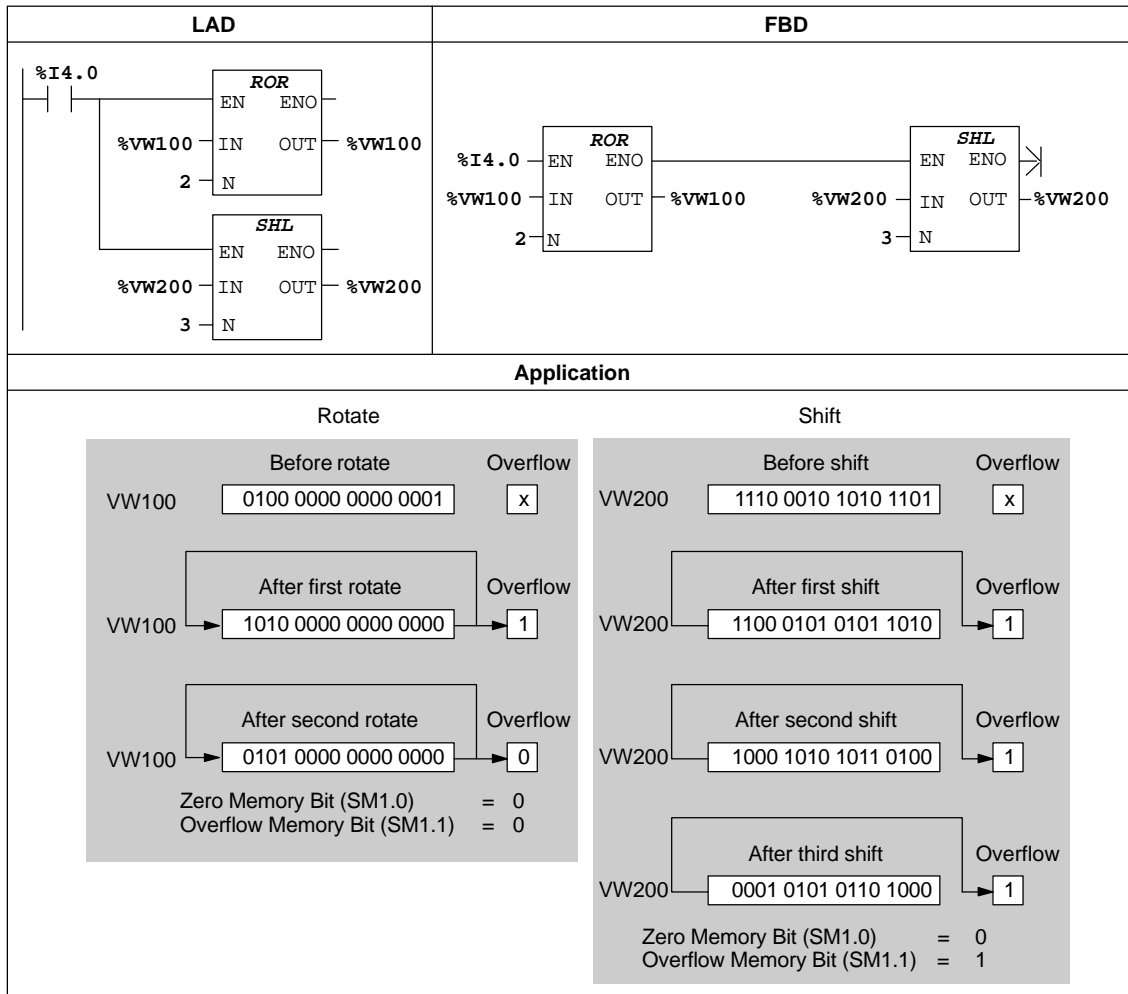 LAD
FBD
%I4.0
ROR
EN ENO
%VW100 IN OUT %VW100
2 N
SHL
EN ENO
%VW200 IN OUT %VW200
3 N
ROR
%I4.0 EN ENO
%VW100 IN OUT %VW100
2 N
SHL
EN ENO
%VW200 IN OUT %VW200
3 N
Application
Rotate
Before rotate Overflow
VW100 0100 0000 0000 0001 x
After first rotate Overflow
VW100 1010 0000 0000 0000 1
After second rotate Overflow
VW100 0101 0000 0000 0000 0
Zero Memory Bit (SM1.0) = 0
Overflow Memory Bit (SM1.1) = 0
Shift
Before shift Overflow
VW200 1110 0010 1010 1101 x
After first shift Overflow
VW200 1100 0101 0101 1010 1
After second shift Overflow
VW200 1000 1010 1011 0100 1
After third shift Overflow
VW200 0001 0101 0110 1000 1
Zero Memory Bit (SM1.0) = 0
Overflow Memory Bit (SM1.1) = 1